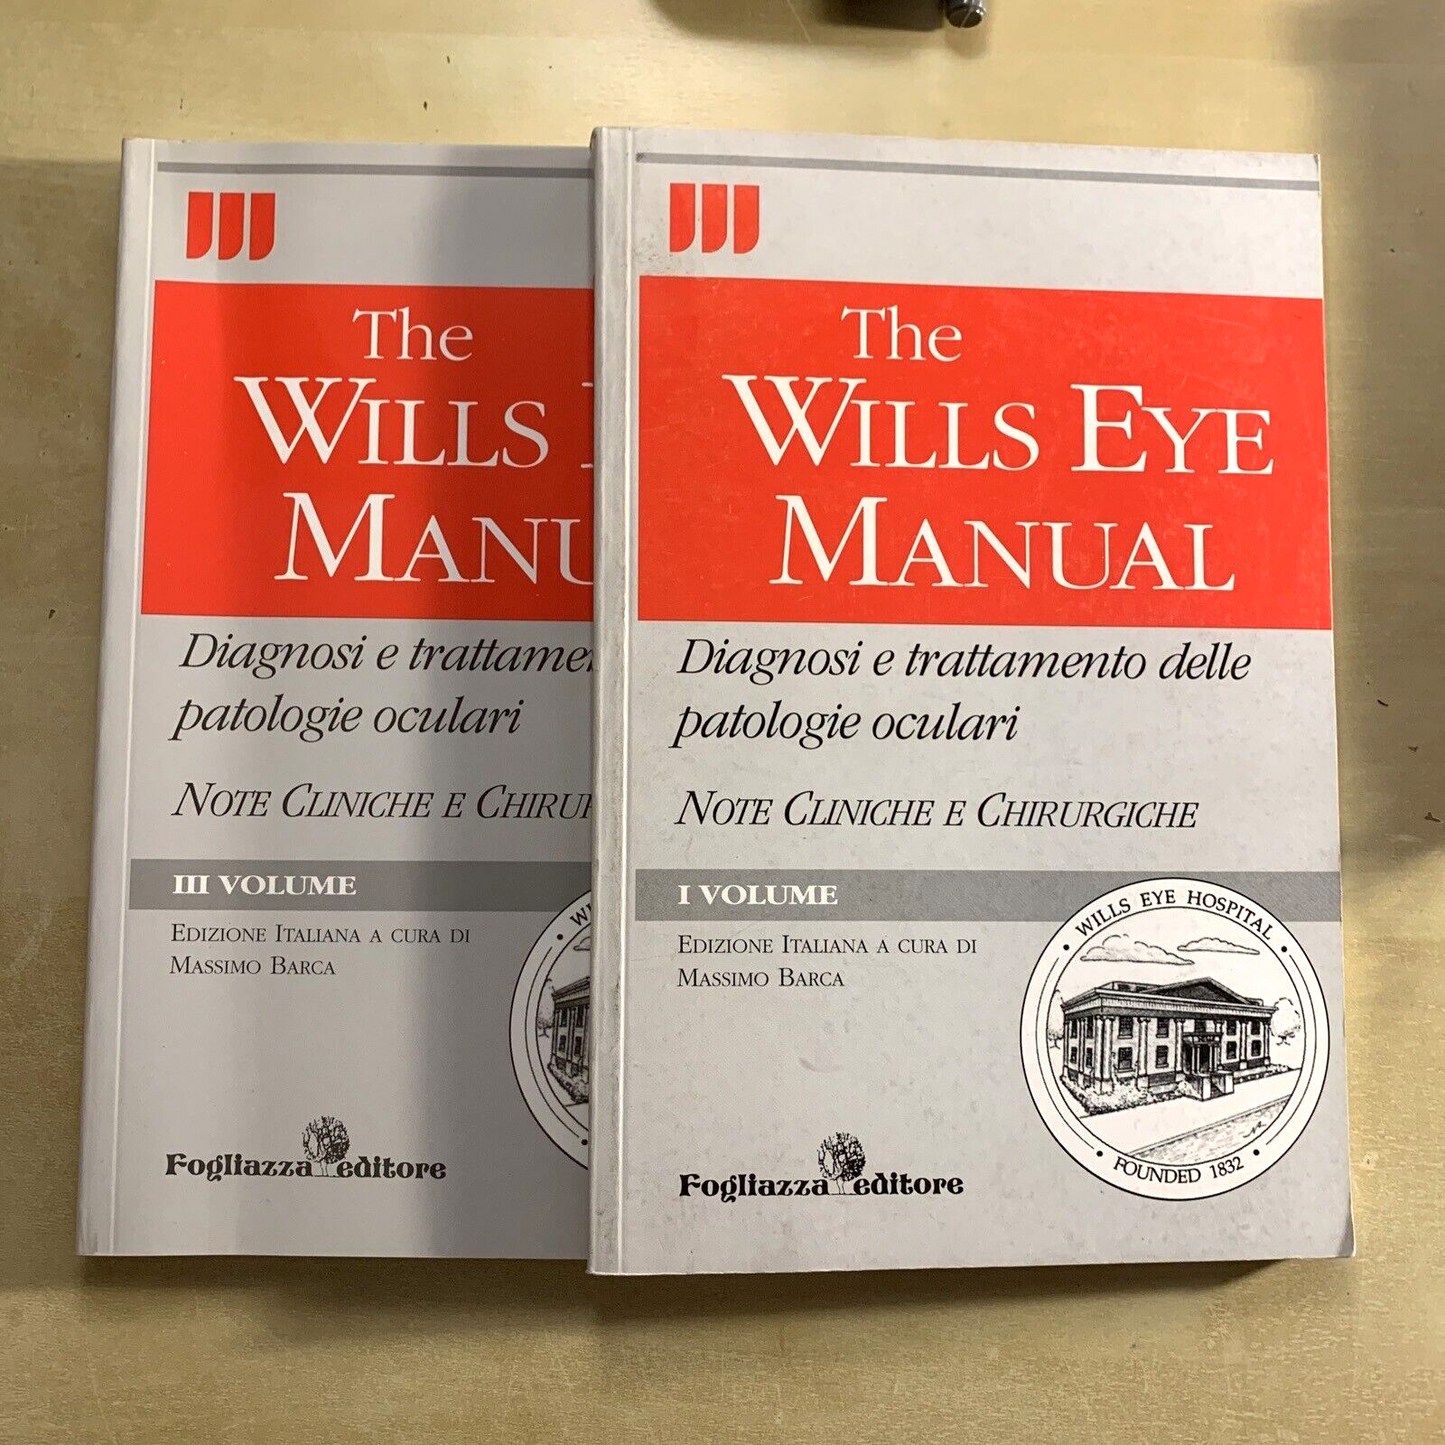 The
WILLS
MANU
Diagnosi e
patologie oculari
NOTE CLINICHE E
III VOLUME
EDIZIONE ITALIANA A CURA DI
MASSIMO BARCA
Fogliazza editore
The
WILLS EYE
MANUAL
Diagnosi e trattamento delle
patologie oculari
NOTE CLINICHE E CHIRURGICHE
I VOLUME
EDIZIONE ITALIANA A CURA DI
MASSIMO BARCA
WILLS EYE HOSPITAL
FOUNDED 1832
Fogliazza editore